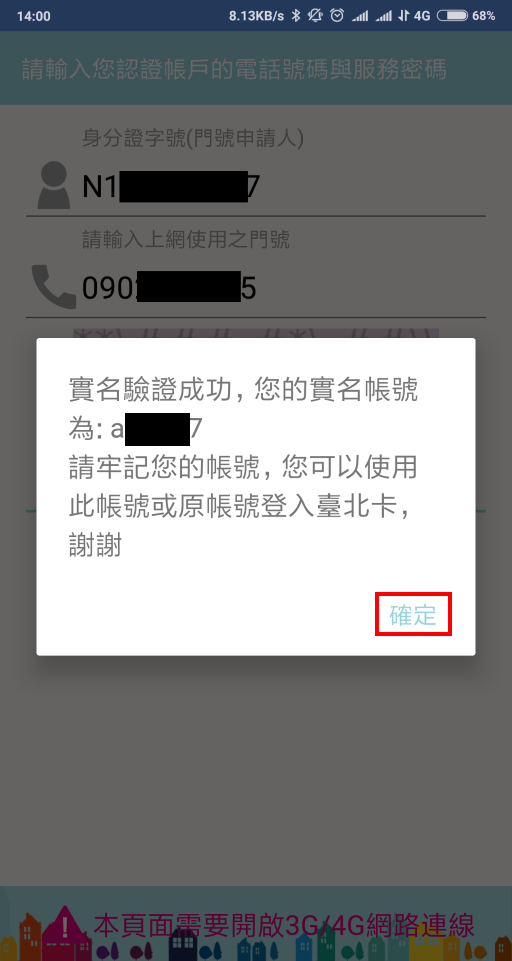 14:00 8.13KB/s 4G 68%
請輸入您認證帳戶的電話號碼與服務密碼
身分證字號(門號申請人)
N1 7
請輸入上網使用之門號
090 5
實名驗證成功, 您的實名帳號
為: a 7
請牢記您的帳號, 您可以使用
此帳號或原帳號登入臺北卡,
謝謝
確定
本頁面需要開啟3G/4G網路連線